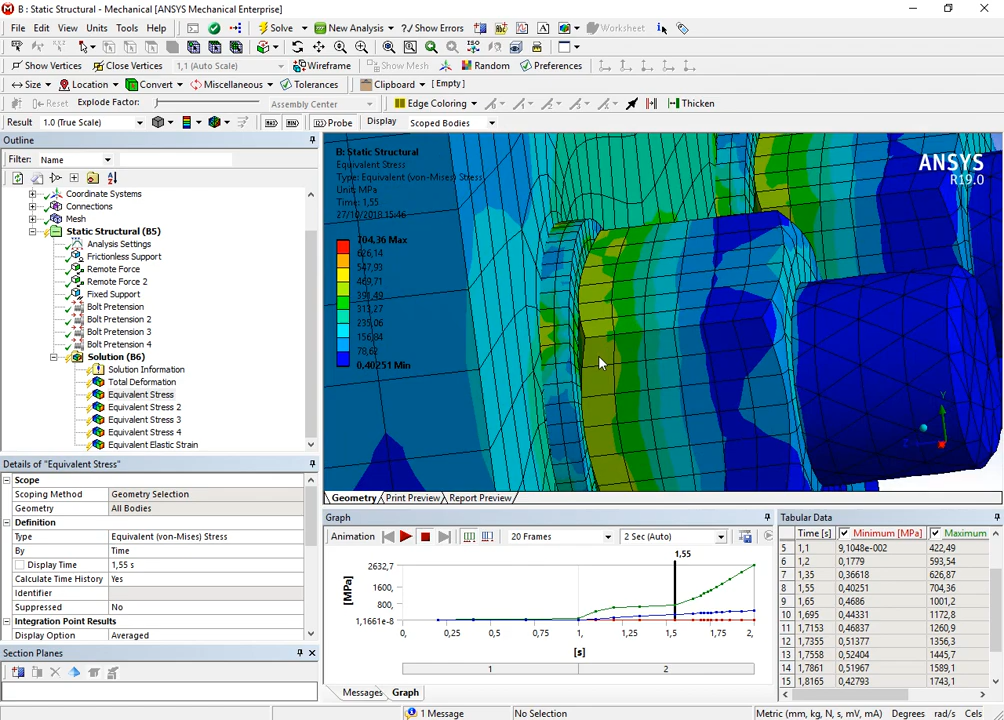 B : Static Structural - Mechanical [ANSYS Mechanical Enterprise]
File Edit View Units Tools Help Solve New Analysis Show Errors Worksheet
Show Vertices Close Vertices 1,1 (Auto Scale) Wireframe Show Mesh Random Preferences
Size Location Convert Miscellaneous Tolerances Clipboard [ Empty ]
Reset Explode Factor: Assembly Center Edge Coloring Thicken
Result 1.0 (True Scale) Probe Display Scoped Bodies
Outline
Filter: Name
Coordinate Systems
Connections
Mesh
Static Structural (B5)
Analysis Settings
Frictionless Support
Remote Force
Remote Force 2
Fixed Support
Bolt Pretension
Bolt Pretension 2
Bolt Pretension 3
Bolt Pretension 4
Solution (B6)
Solution Information
Total Deformation
Equivalent Stress
Equivalent Stress 2
Equivalent Stress 3
Equivalent Stress 4
Equivalent Elastic Strain
Details of "Equivalent Stress"
Scope
Scoping Method Geometry Selection
Geometry All Bodies
Definition
Type Equivalent (von-Mises) Stress
By Time
Display Time 1,55 s
Calculate Time History Yes
Identifier
Suppressed No
Integration Point Results
Display Option Averaged
Section Planes
B: Static Structural
Equivalent Stress
Type: Equivalent (von-Mises) Stress
Unit: MPa
Time: 1,55
27/10/2018 15:46
704,36 Max
626,14
547,93
469,71
391,49
313,27
235,06
156,84
78,62
0,40251 Min
ANSYS
R19.0
Y
Z
Geometry Print Preview Report Preview
Graph
Animation 20 Frames 2 Sec (Auto)
1,55
2632,7
1600,
800,
1,1661e-8
[MPa]
0, 0,25 0,5 0,75 1, 1,25 1,5 1,75 2,
[s]
1 2
Messages Graph
Tabular Data
Time [s] Minimum [MPa] Maximum
5 1,1 9,1048e-002 422,49
6 1,2 0,1779 593,54
7 1,35 0,36618 626,87
8 1,55 0,40251 704,36
9 1,65 0,4686 1001,2
10 1,695 0,44331 1172,8
11 1,7153 0,46837 1260,9
12 1,7355 0,51377 1356,3
13 1,7558 0,52404 1445,7
14 1,7861 0,51967 1589,1
15 1,8165 0,42793 1743,1
1 Message No Selection Metric (mm, kg, N, s, mV, mA) Degrees rad/s Cels